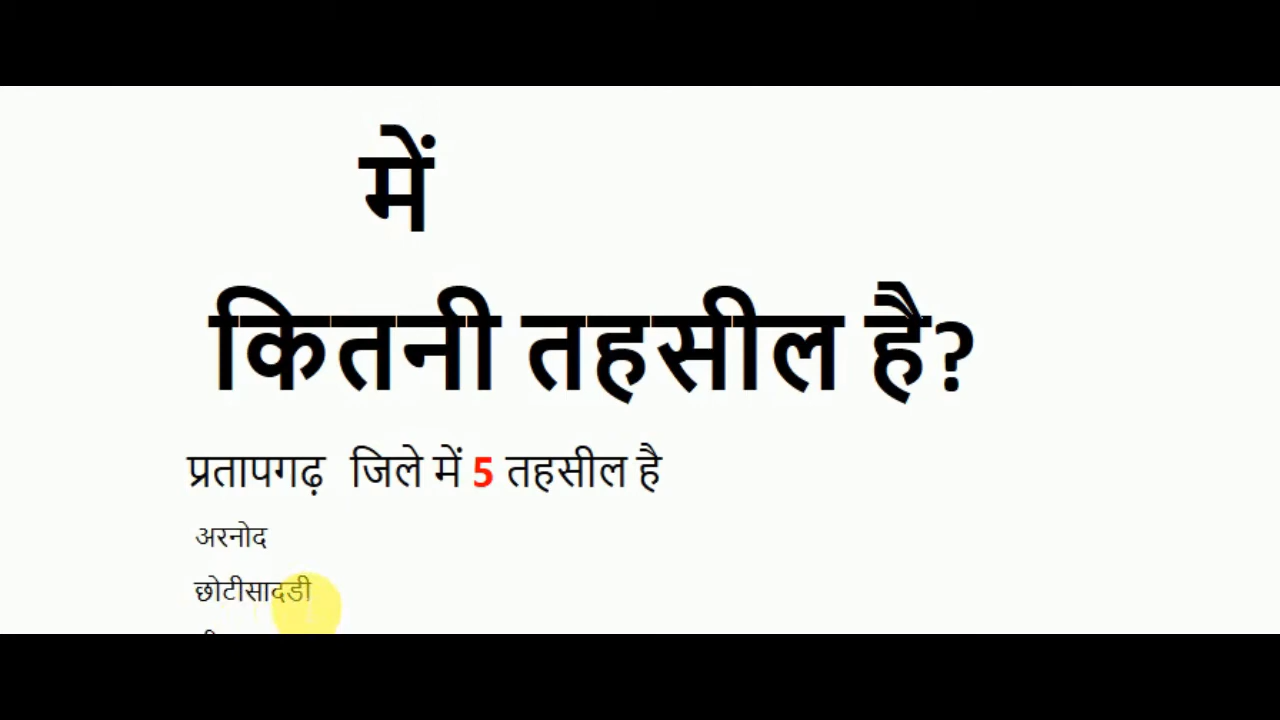 में
कितनी तहसील है?
प्रतापगढ़ जिले में 5 तहसील है
अरनोद
छोटीसादडी